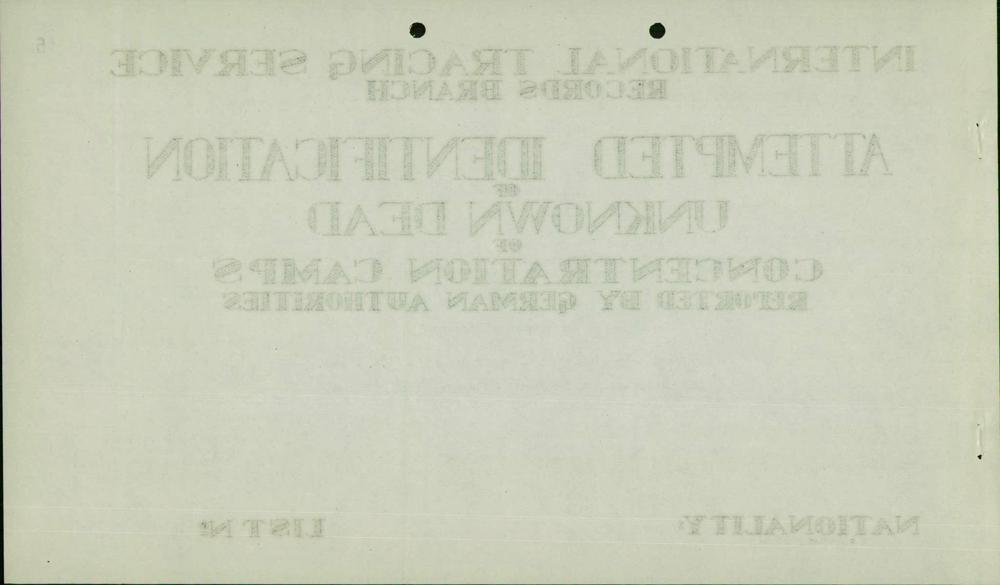 INTERNATIONAL TRACING SERVICE
RECORDS BRANCH
ATTEMPTED IDENTIFICATION
OF
UNKNOWN DEAD
OF
CONCENTRATION CAMPS
REPORTED BY GERMAN AUTHORITIES
NATIONALITY: LIST Nº